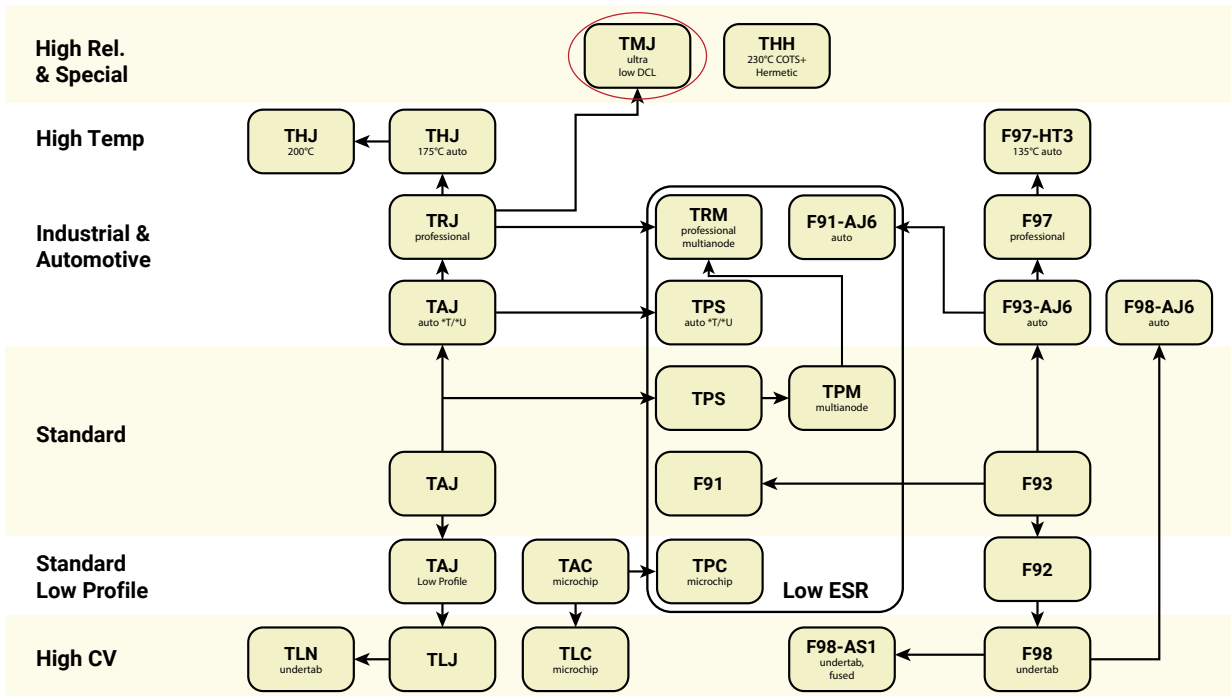 High Rel.
& Special
TMJ
ultra
low DCL
THH
230°C COTS+
Hermetic
High Temp
THJ
200°C
THJ
175°C auto
F97-HT3
135°C auto
Industrial &
Automotive
TRJ
professional
TRM
professional
multianode
F91-AJ6
auto
F97
professional
TAJ
auto *T/*U
TPS
auto *T/*U
F93-AJ6
auto
F98-AJ6
auto
Standard
TPS
TPM
multianode
TAJ
F91
F93
Standard
Low Profile
TAJ
Low Profile
TAC
microchip
TPC
microchip
Low ESR
F92
High CV
TLN
undertab
TLJ
TLC
microchip
F98-AS1
undertab,
fused
F98
undertab